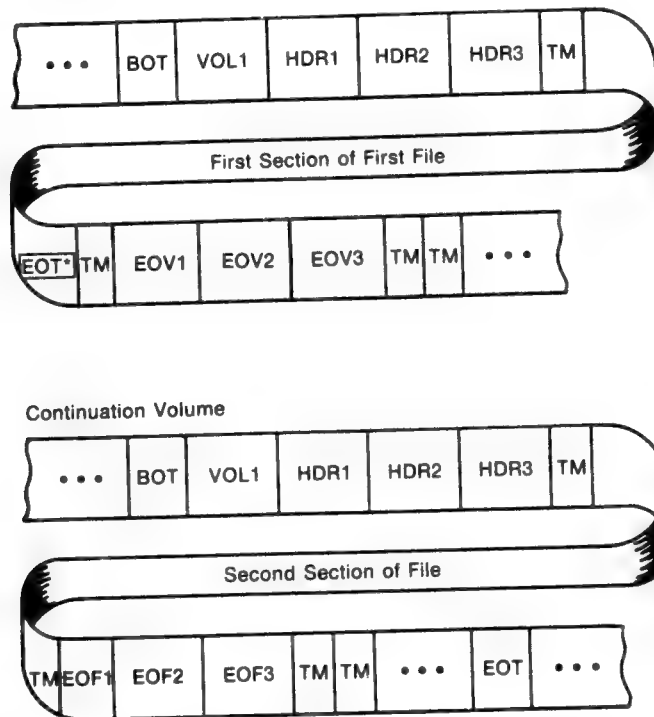 • • • BOT VOL1 HDR1 HDR2 HDR3 TM
First Section of First File
EOT* TM EOV1 EOV2 EOV3 TM TM • • •
Continuation Volume
• • • BOT VOL1 HDR1 HDR2 HDR3 TM
Second Section of File
TM EOF1 EOF2 EOF3 TM TM • • • EOT • • •